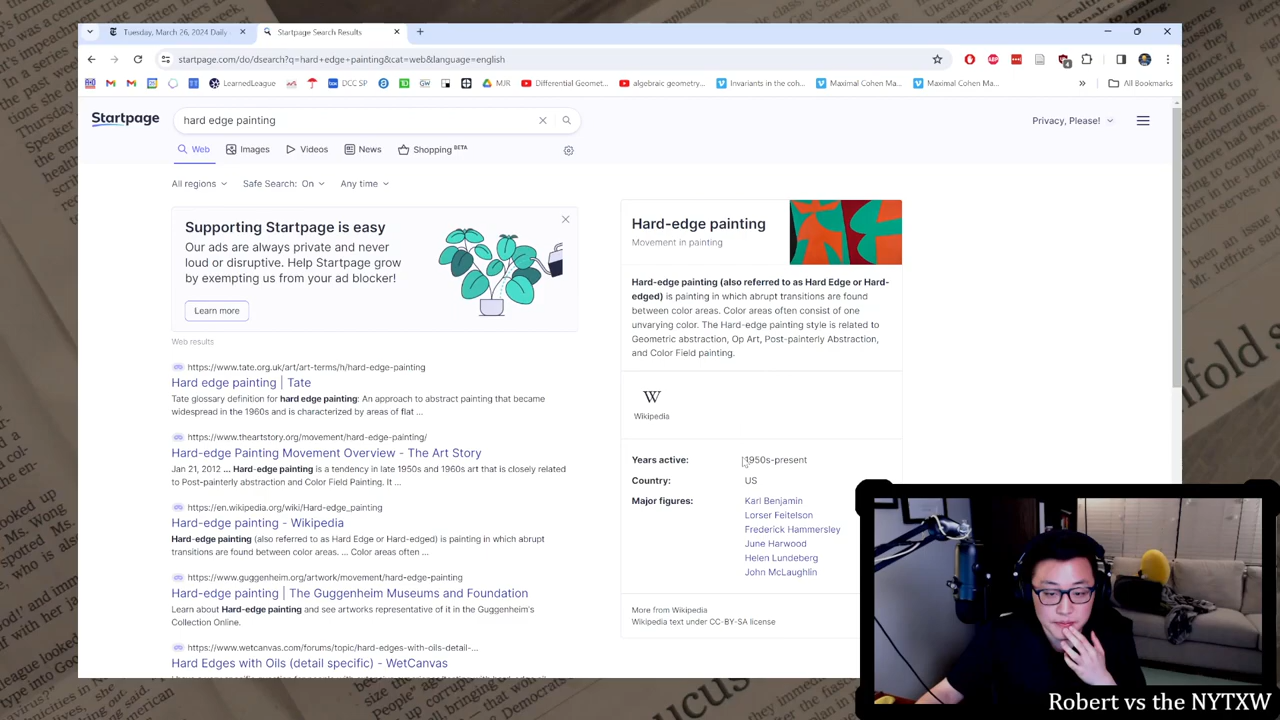 Tuesday, March 26, 2024 Daily
Startpage Search Results
startpage.com/do/dsearch?q=hard+edge+painting&cat=web&language=english
LearnedLeague
DCC SP
MJR
Differential Geomet...
algebraic geometry...
Invariants in the coh...
Maximal Cohen Ma...
Maximal Cohen Ma...
All Bookmarks
Startpage
hard edge painting
Privacy, Please!
Web
Images
Videos
News
Shopping BETA
All regions
Safe Search: On
Any time
Supporting Startpage is easy
Our ads are always private and never
loud or disruptive. Help Startpage grow
by exempting us from your ad blocker!
Learn more
Web results
https://www.tate.org.uk/art/art-terms/h/hard-edge-painting
Hard edge painting | Tate
Tate glossary definition for hard edge painting: An approach to abstract painting that became
widespread in the 1960s and is characterized by areas of flat ...
https://www.theartstory.org/movement/hard-edge-painting/
Hard-edge Painting Movement Overview - The Art Story
Jan 21, 2012 ... Hard-edge painting is a tendency in late 1950s and 1960s art that is closely related
to Post-painterly abstraction and Color Field Painting. It ...
https://en.wikipedia.org/wiki/Hard-edge_painting
Hard-edge painting - Wikipedia
Hard-edge painting (also referred to as Hard Edge or Hard-edged) is painting in which abrupt
transitions are found between color areas. ... Color areas often ...
https://www.guggenheim.org/artwork/movement/hard-edge-painting
Hard-edge painting | The Guggenheim Museums and Foundation
Learn about Hard-edge painting and see artworks representative of it in the Guggenheim's
Collection Online.
https://www.wetcanvas.com/forums/topic/hard-edges-with-oils-detail-...
Hard Edges with Oils (detail specific) - WetCanvas
Hard-edge painting
Movement in painting
Hard-edge painting (also referred to as Hard Edge or Hard-
edged) is painting in which abrupt transitions are found
between color areas. Color areas often consist of one
unvarying color. The Hard-edge painting style is related to
Geometric abstraction, Op Art, Post-painterly Abstraction,
and Color Field painting.
W
Wikipedia
Years active: 1950s-present
Country: US
Major figures: Karl Benjamin
Lorser Feitelson
Frederick Hammersley
June Harwood
Helen Lundeberg
John McLaughlin
More from Wikipedia
Wikipedia text under CC-BY-SA license
Robert vs the NYTXW